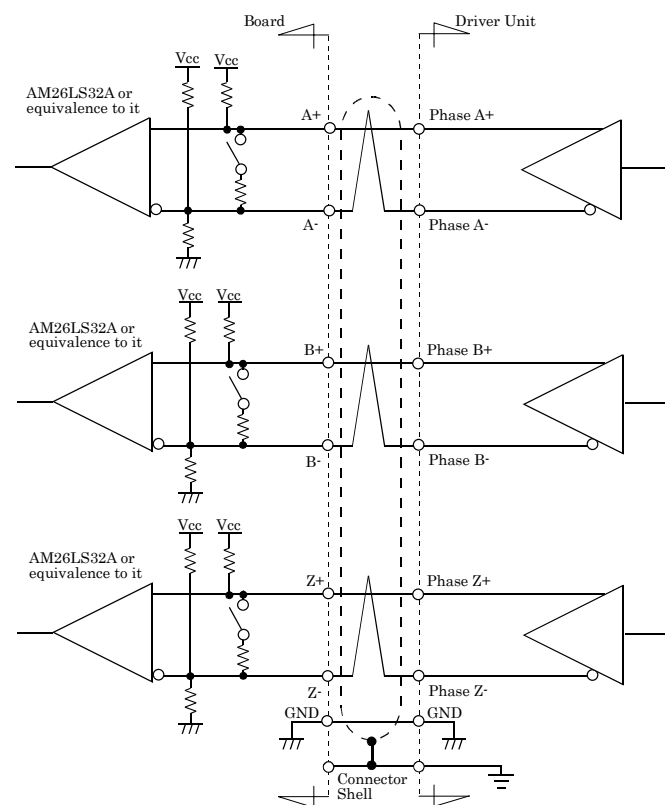 Board
Driver Unit
Vcc
Vcc
AM26LS32A or
equivalence to it
A+
Phase A+
A-
Phase A-
Vcc
Vcc
AM26LS32A or
equivalence to it
B+
Phase B+
B-
Phase B-
Vcc
Vcc
AM26LS32A or
equivalence to it
Z+
Phase Z+
Z-
Phase Z-
GND
GND
Connector
Shell